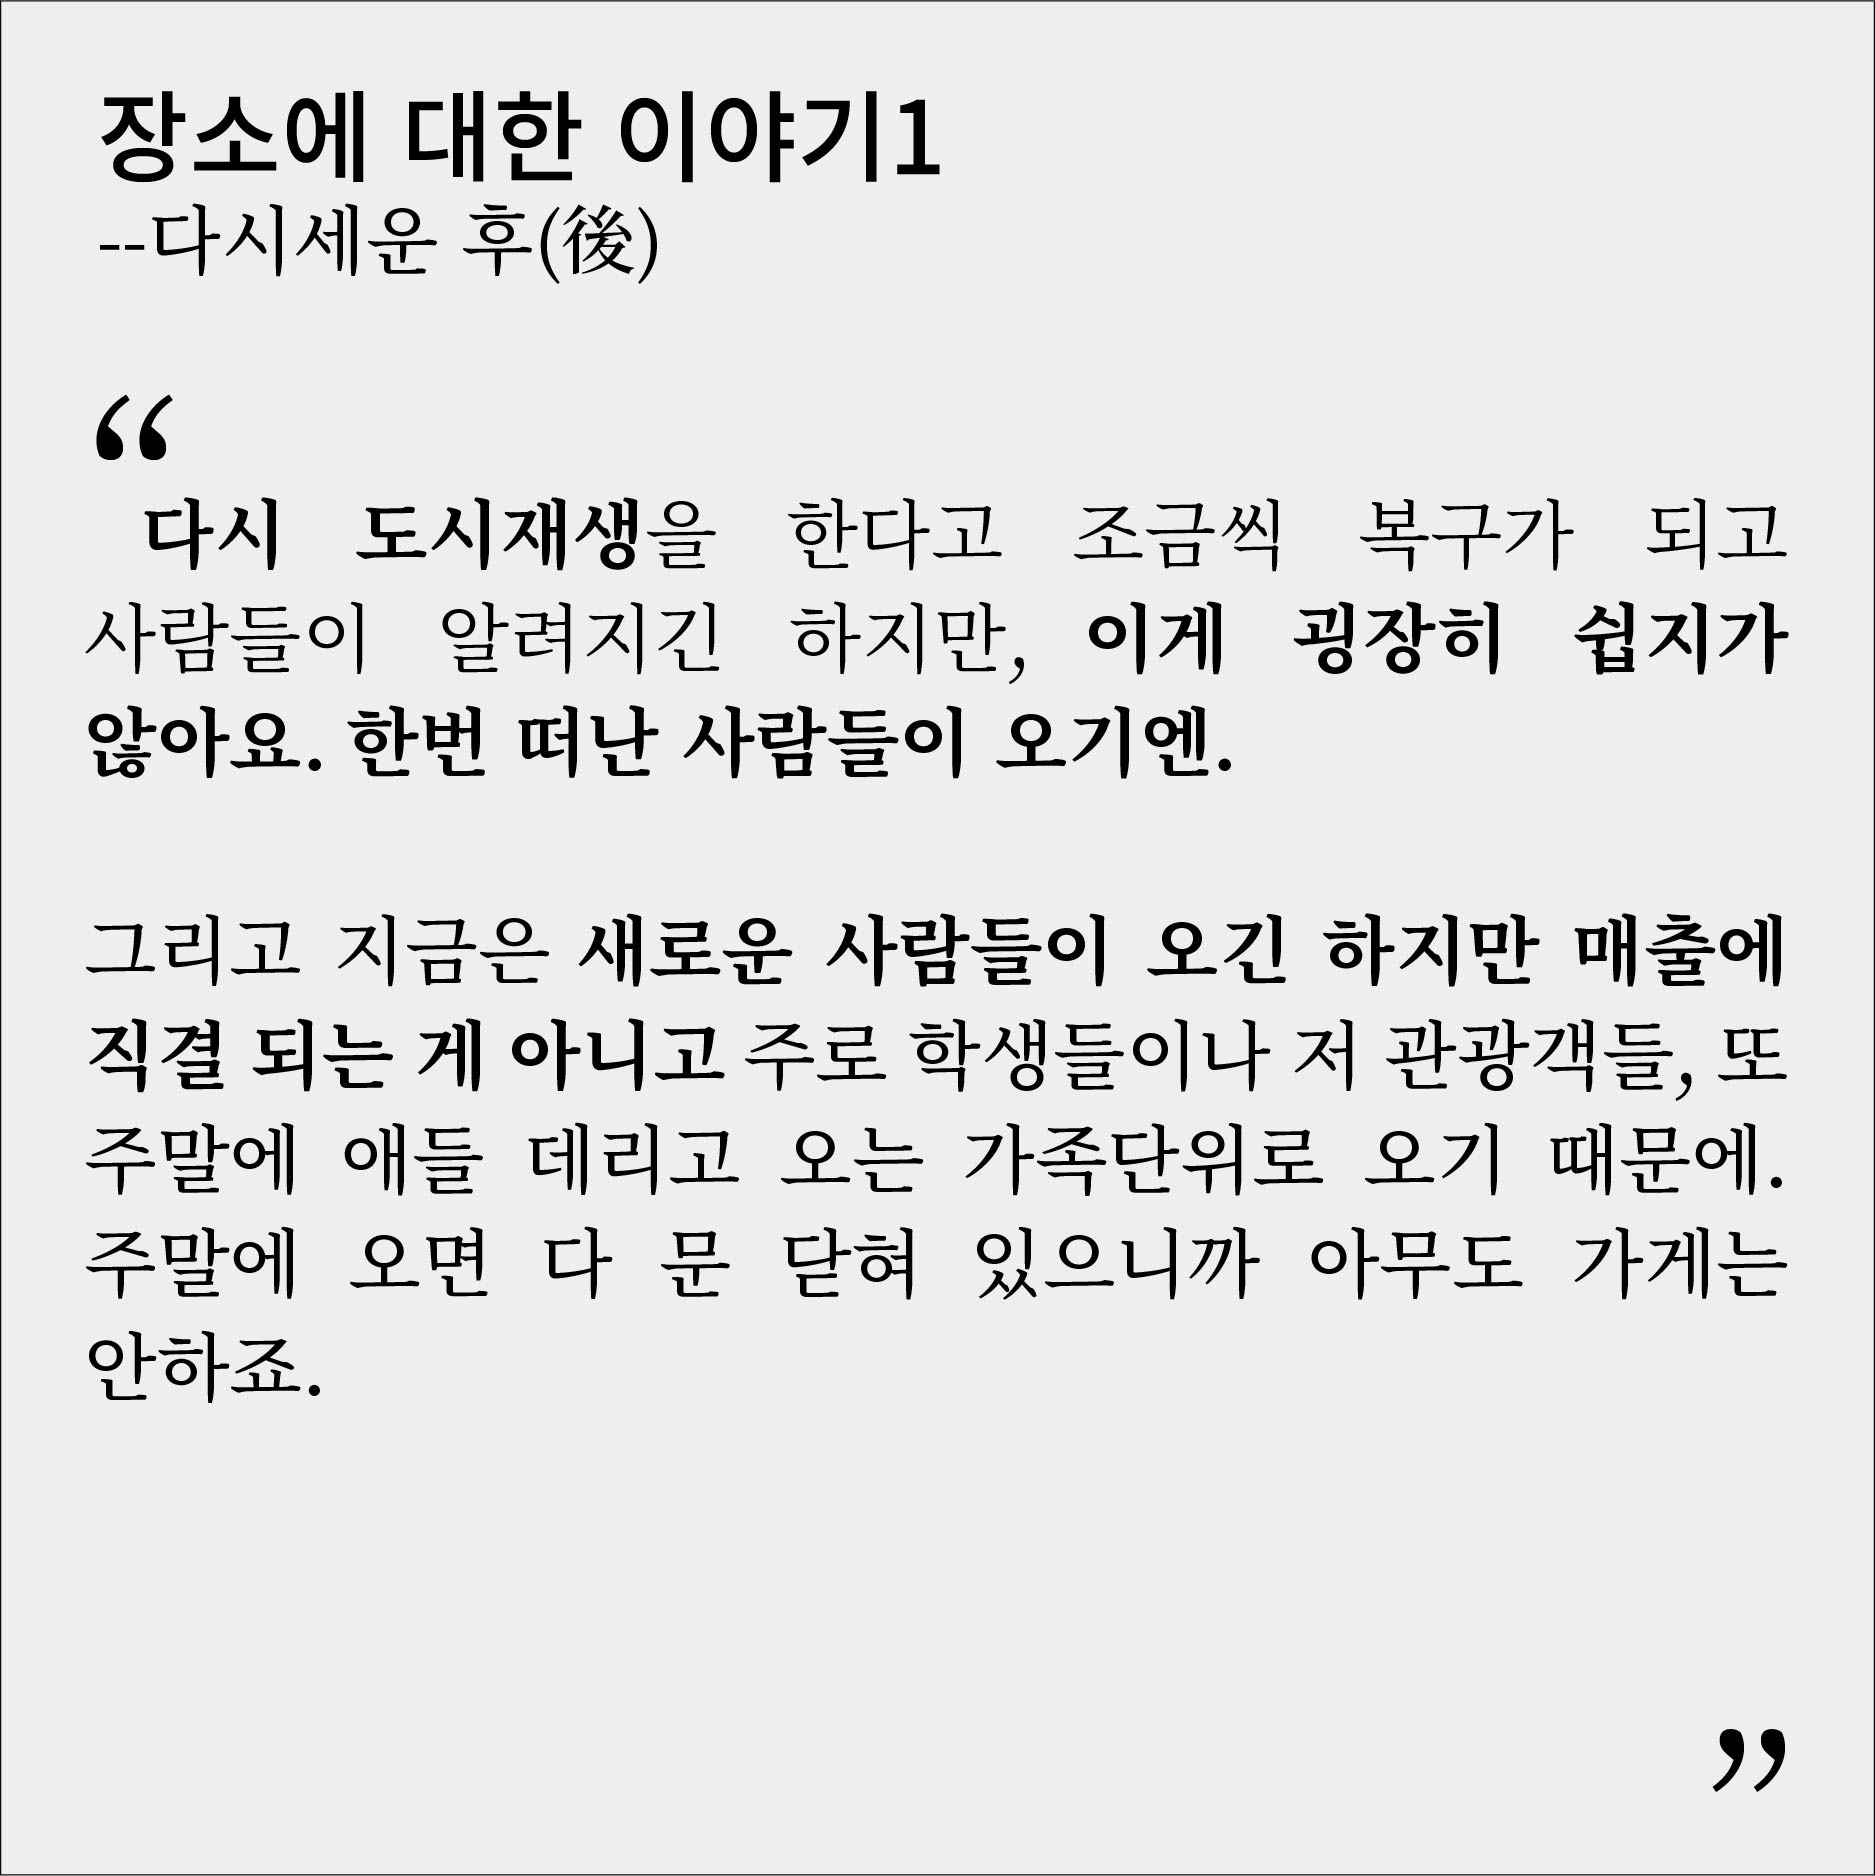 장소에 대한 이야기1
--다시세운 후(後)
“
다시 도시재생을 한다고 조금씩 복구가 되고
사람들이 알려지긴 하지만, 이게 굉장히 쉽지가
않아요. 한번 떠난 사람들이 오기엔.
그리고 지금은 새로운 사람들이 오긴 하지만 매출에
직결 되는 게 아니고 주로 학생들이나 저 관광객들, 또
주말에 애들 데리고 오는 가족단위로 오기 때문에.
주말에 오면 다 문 닫혀 있으니까 아무도 가게는
안하죠.
”